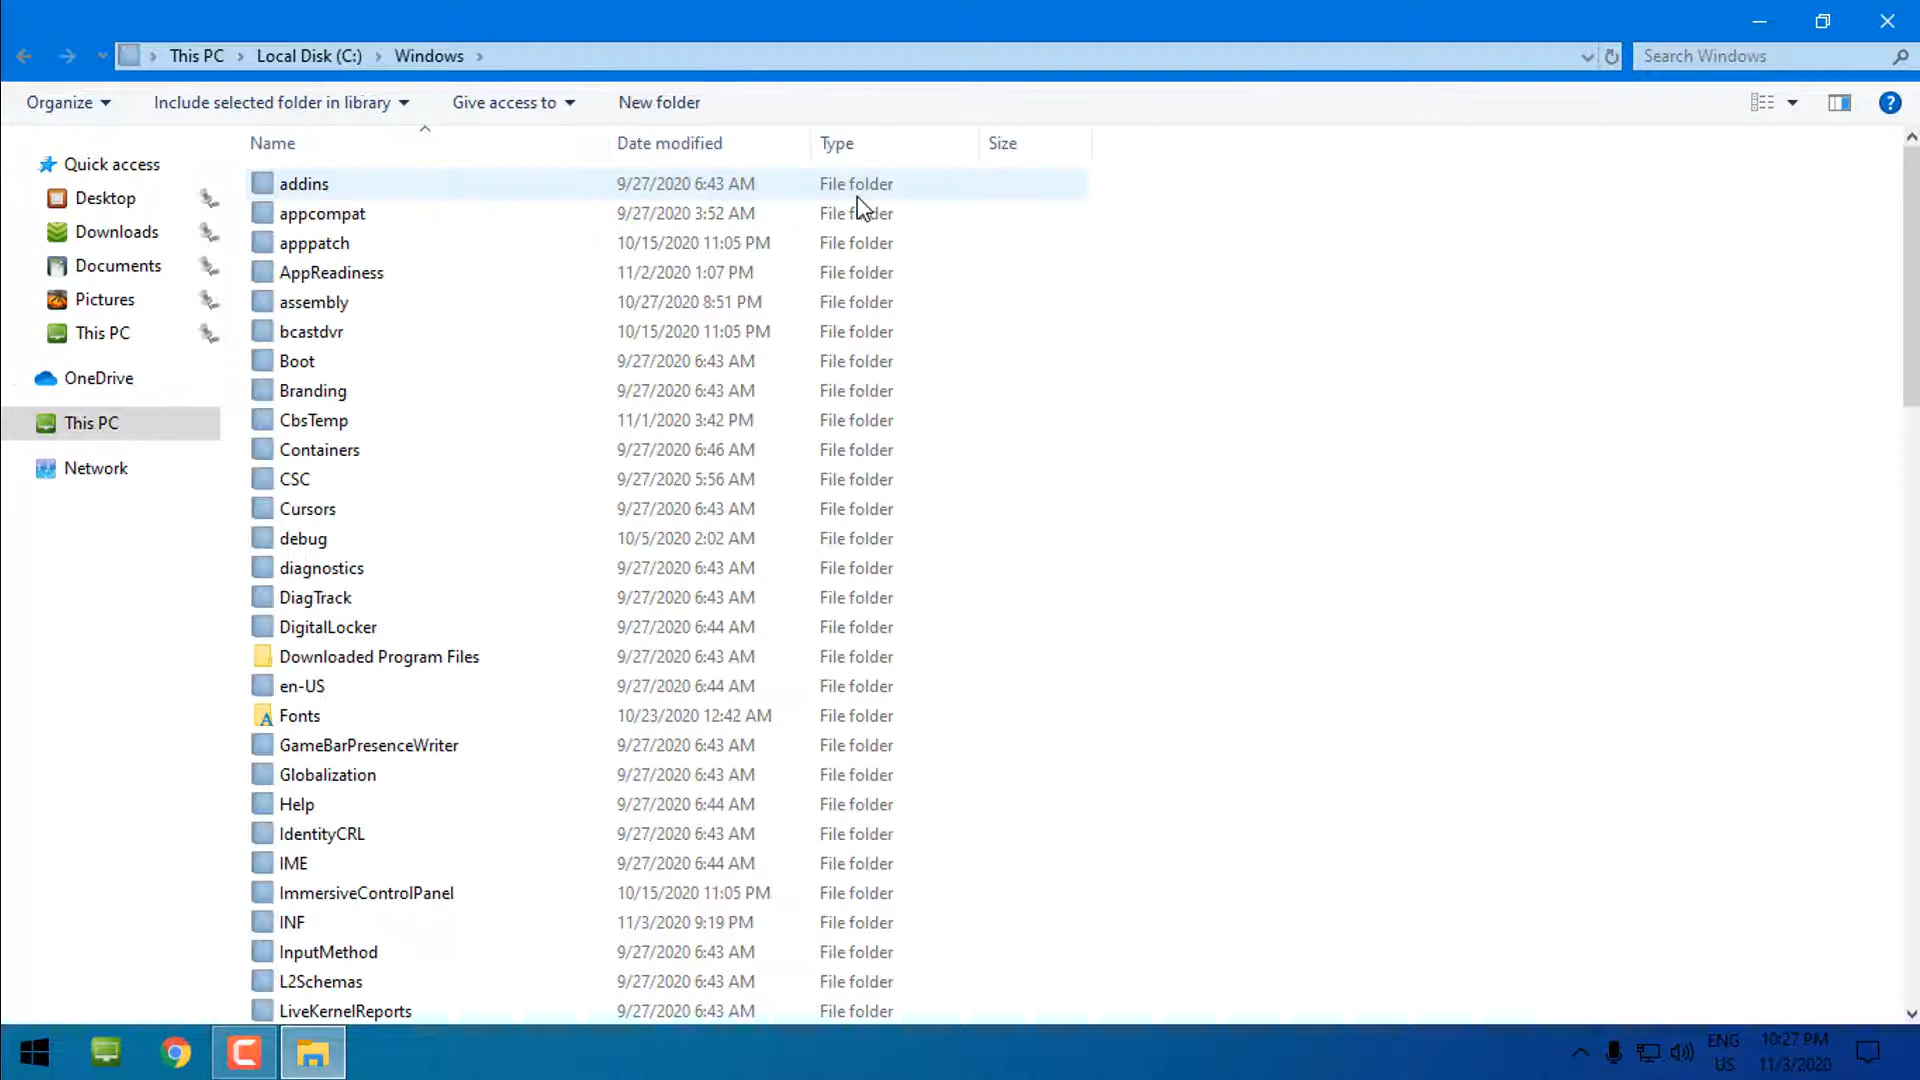 This PC > Local Disk (C:) > Windows >
Search Windows
Organize Include selected folder in library Give access to New folder
Name Date modified Type Size
Quick access
Desktop
Downloads
Documents
Pictures
This PC
OneDrive
This PC
Network
addins 9/27/2020 6:43 AM File folder
appcompat 9/27/2020 3:52 AM File folder
apppatch 10/15/2020 11:05 PM File folder
AppReadiness 11/2/2020 1:07 PM File folder
assembly 10/27/2020 8:51 PM File folder
bcastdvr 10/15/2020 11:05 PM File folder
Boot 9/27/2020 6:43 AM File folder
Branding 9/27/2020 6:43 AM File folder
CbsTemp 11/1/2020 3:42 PM File folder
Containers 9/27/2020 6:46 AM File folder
CSC 9/27/2020 5:56 AM File folder
Cursors 9/27/2020 6:43 AM File folder
debug 10/5/2020 2:02 AM File folder
diagnostics 9/27/2020 6:43 AM File folder
DiagTrack 9/27/2020 6:43 AM File folder
DigitalLocker 9/27/2020 6:44 AM File folder
Downloaded Program Files 9/27/2020 6:43 AM File folder
en-US 9/27/2020 6:44 AM File folder
Fonts 10/23/2020 12:42 AM File folder
GameBarPresenceWriter 9/27/2020 6:43 AM File folder
Globalization 9/27/2020 6:43 AM File folder
Help 9/27/2020 6:44 AM File folder
IdentityCRL 9/27/2020 6:43 AM File folder
IME 9/27/2020 6:44 AM File folder
ImmersiveControlPanel 10/15/2020 11:05 PM File folder
INF 11/3/2020 9:19 PM File folder
InputMethod 9/27/2020 6:43 AM File folder
L2Schemas 9/27/2020 6:43 AM File folder
LiveKernelReports 9/27/2020 6:43 AM File folder
ENG 10:27 PM
US 11/3/2020